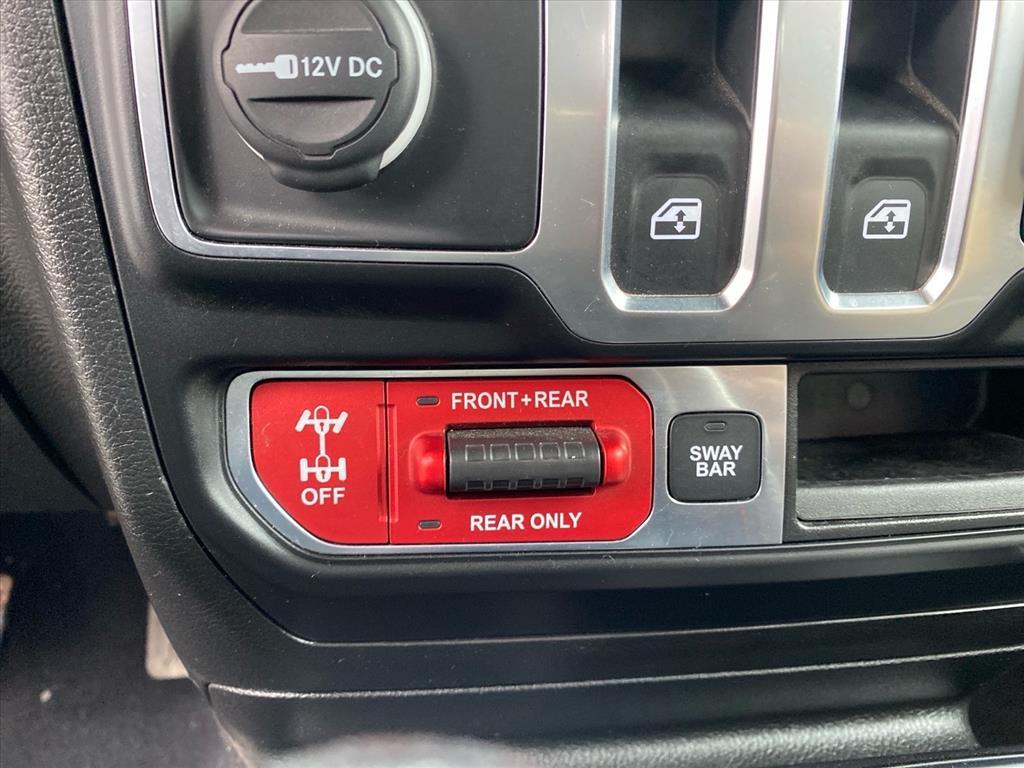 12V DC
FRONT+REAR
OFF
REAR ONLY
SWAY
BAR